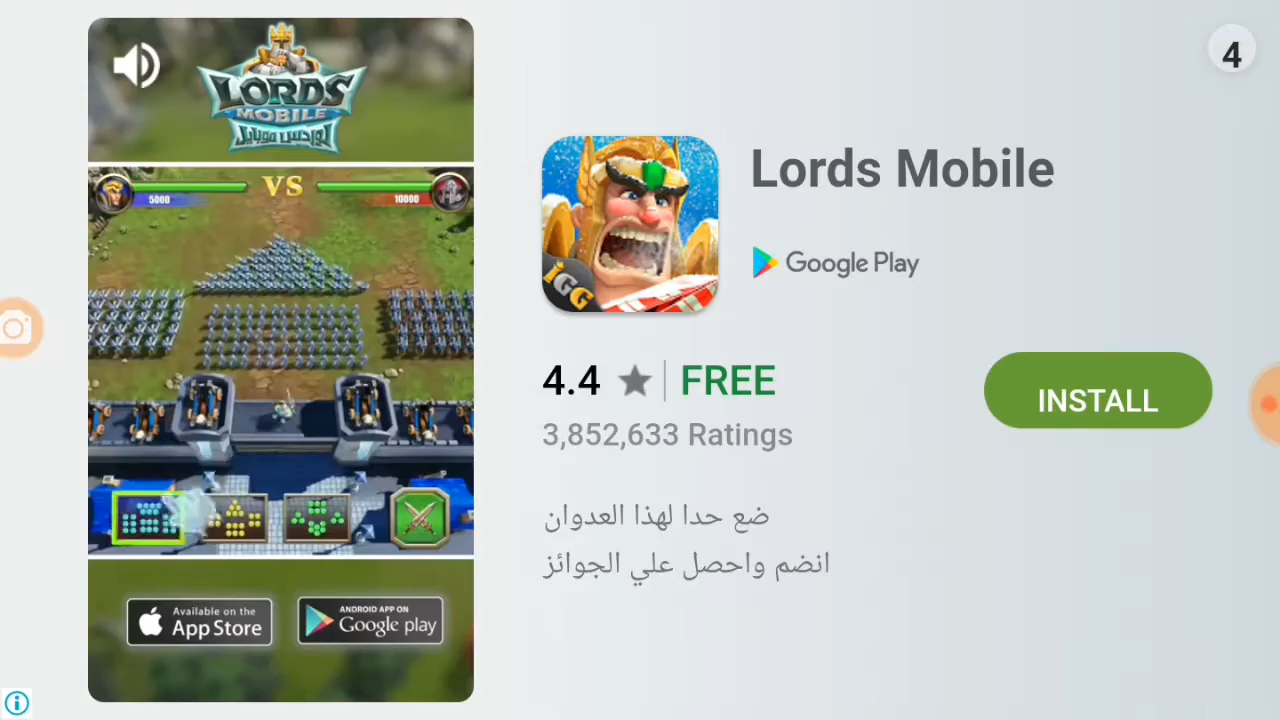 4
LORDS
MOBILE
لوردس موبايل
VS
5000
10000
Available on the
App Store
ANDROID APP ON
Google play
IGG
Lords Mobile
Google Play
4.4
FREE
3,852,633 Ratings
INSTALL
ضع حدا لهذا العدوان
انضم واحصل علي الجوائز